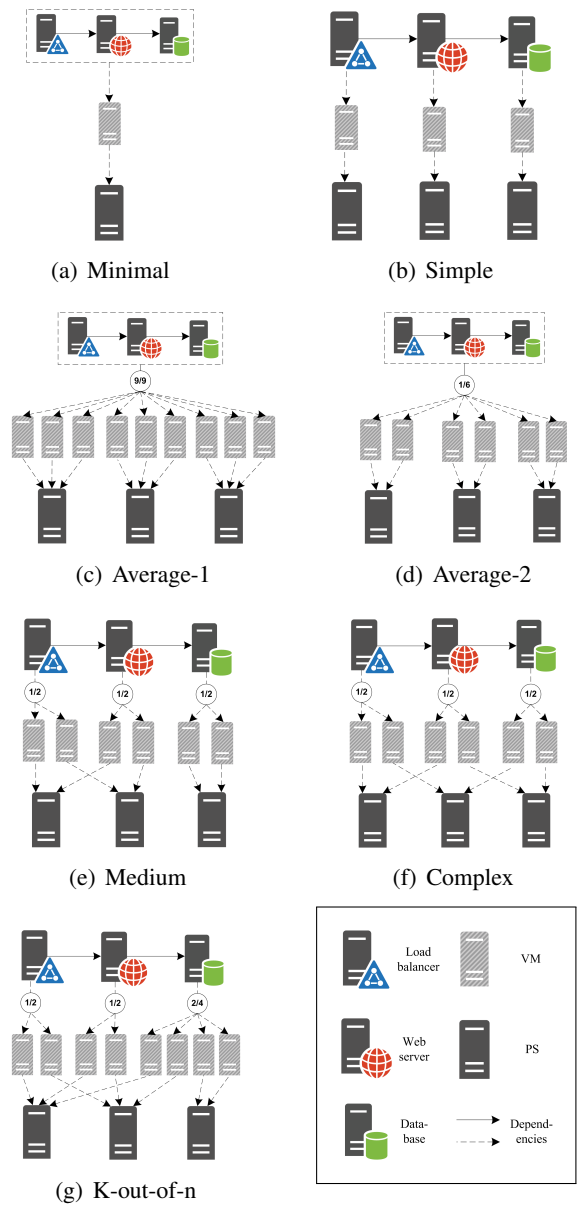 (a) Minimal
(b) Simple
9/9
1/6
(c) Average-1
(d) Average-2
1/2
1/2
1/2
1/2
1/2
1/2
(e) Medium
(f) Complex
1/2
1/2
2/4
Load
balancer
VM
Web
server
PS
Data-
base
Depend-
encies
(g) K-out-of-n